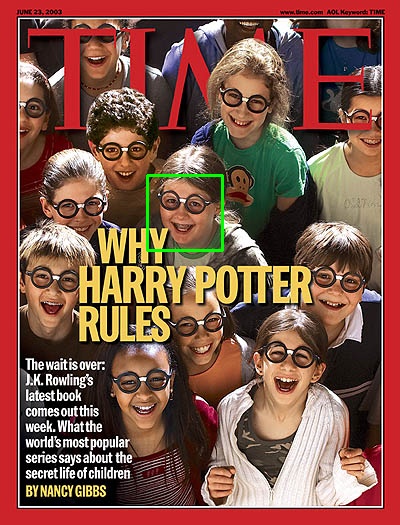 JUNE 23, 2003
www.time.com AOL Keyword: TIME
TIME
WHY
HARRY POTTER
RULES
The wait is over:
J.K. Rowling's
latest book
comes out this
week. What the
world's most popular
series says about the
secret life of children
BY NANCY GIBBS